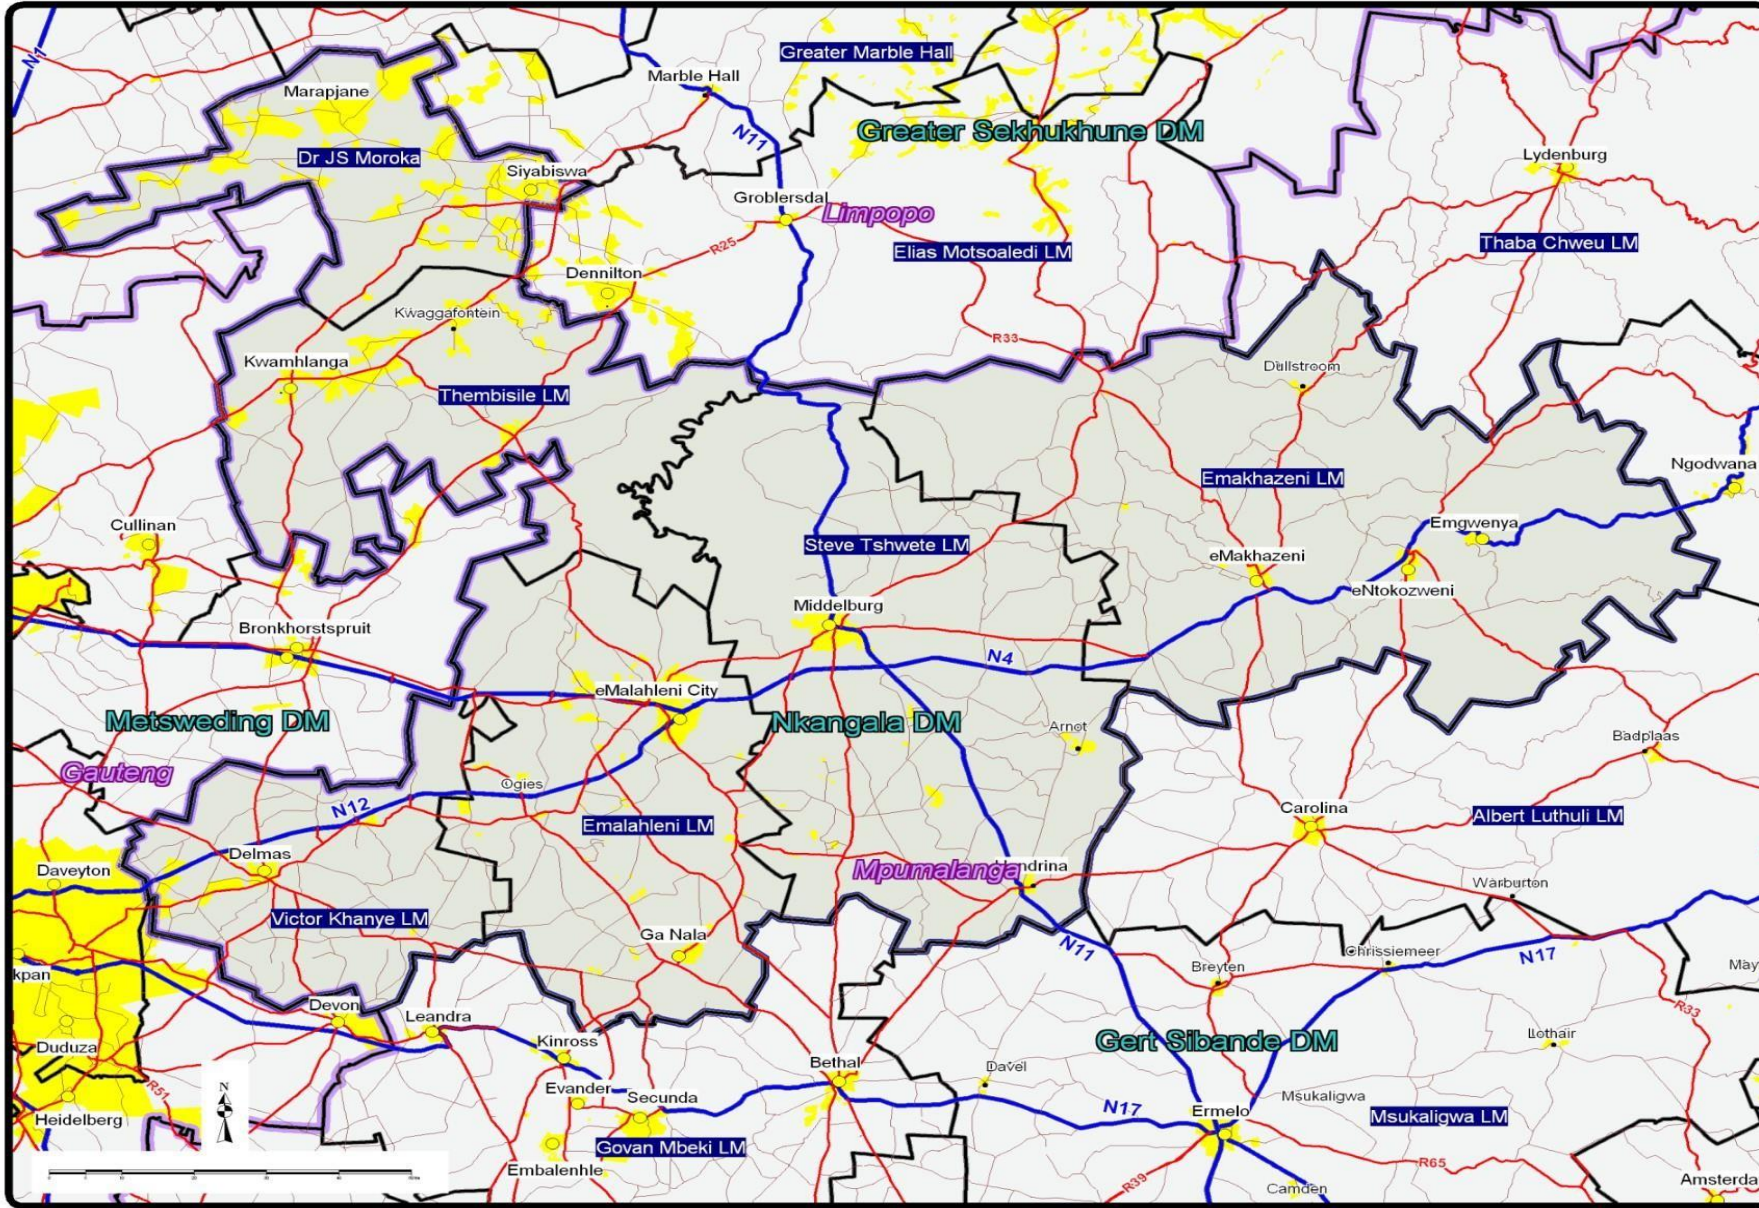 N1
Greater Marble Hall
Marble Hall
Marapjane
N11
Greater Sekhukhune DM
Dr JS Moroka
Siyabiswa
Lydenburg
Groblersdal
Limpopo
R25
Elias Motsoaledi LM
Thaba Chweu LM
Dennilton
Kwaggafontein
R33
Kwamhlanga
Dullstroom
Thembisile LM
Ngodwana
Emakhazeni LM
Cullinan
Emgwenya
Steve Tshwete LM
eMakhazeni
eNtokozweni
Middelburg
Bronkhorstspruit
N4
eMalahleni City
Metsweding DM
Nkangala DM
Arnot
Badplaas
Gauteng
Ogies
N12
Carolina
Albert Luthuli LM
Emalahleni LM
Delmas
Daveyton
Mpumalanga
ndrina
Warburton
Victor Khanye LM
Ga Nala
N11
Chrissiemeer
N17
kpan
Breyten
May
Devon
Leandra
R33
Gert Sibande DM
Lothair
Kinross
Duduza
Bethal
Davel
R51
N
Evander
Secunda
Msukaligwa
N17
Ermelo
Msukaligwa LM
Heidelberg
Govan Mbeki LM
Embalenhle
R65
R39
Camden
Amsterda